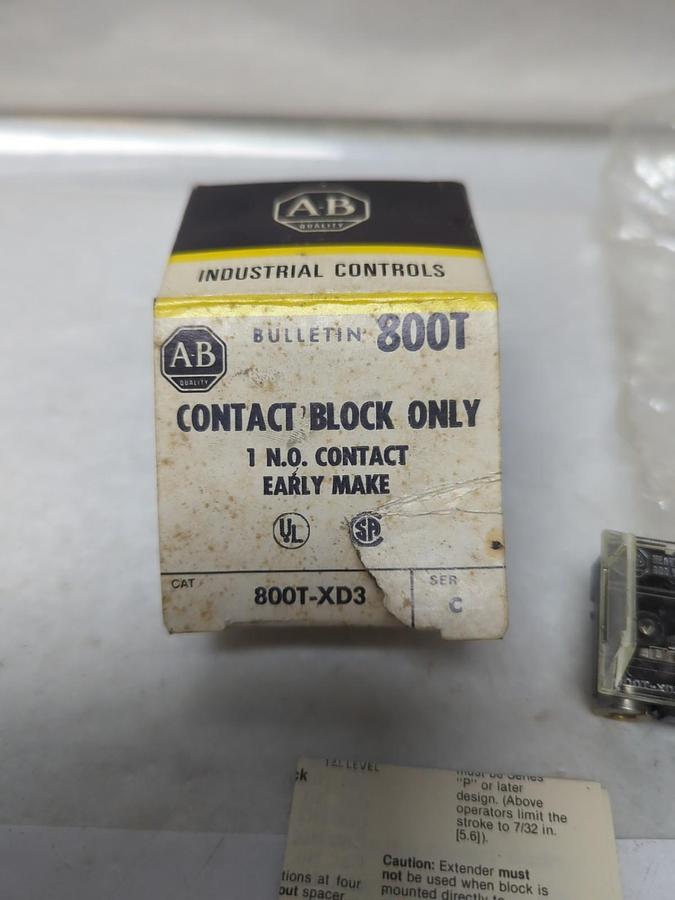 A-B
QUALITY
INDUSTRIAL CONTROLS
A-B
QUALITY
BULLETIN 800T
CONTACT BLOCK ONLY
1 N.O. CONTACT
EARLY MAKE
UL SA
CAT 800T-XD3 SER C
LEVEL
must be Series
"P" or later
design. (Above
operators limit the
stroke to 7/32 in.
[5.6]).
Caution: Extender must
not be used when block is
mounted directly to
ck
tions at four
out spacer